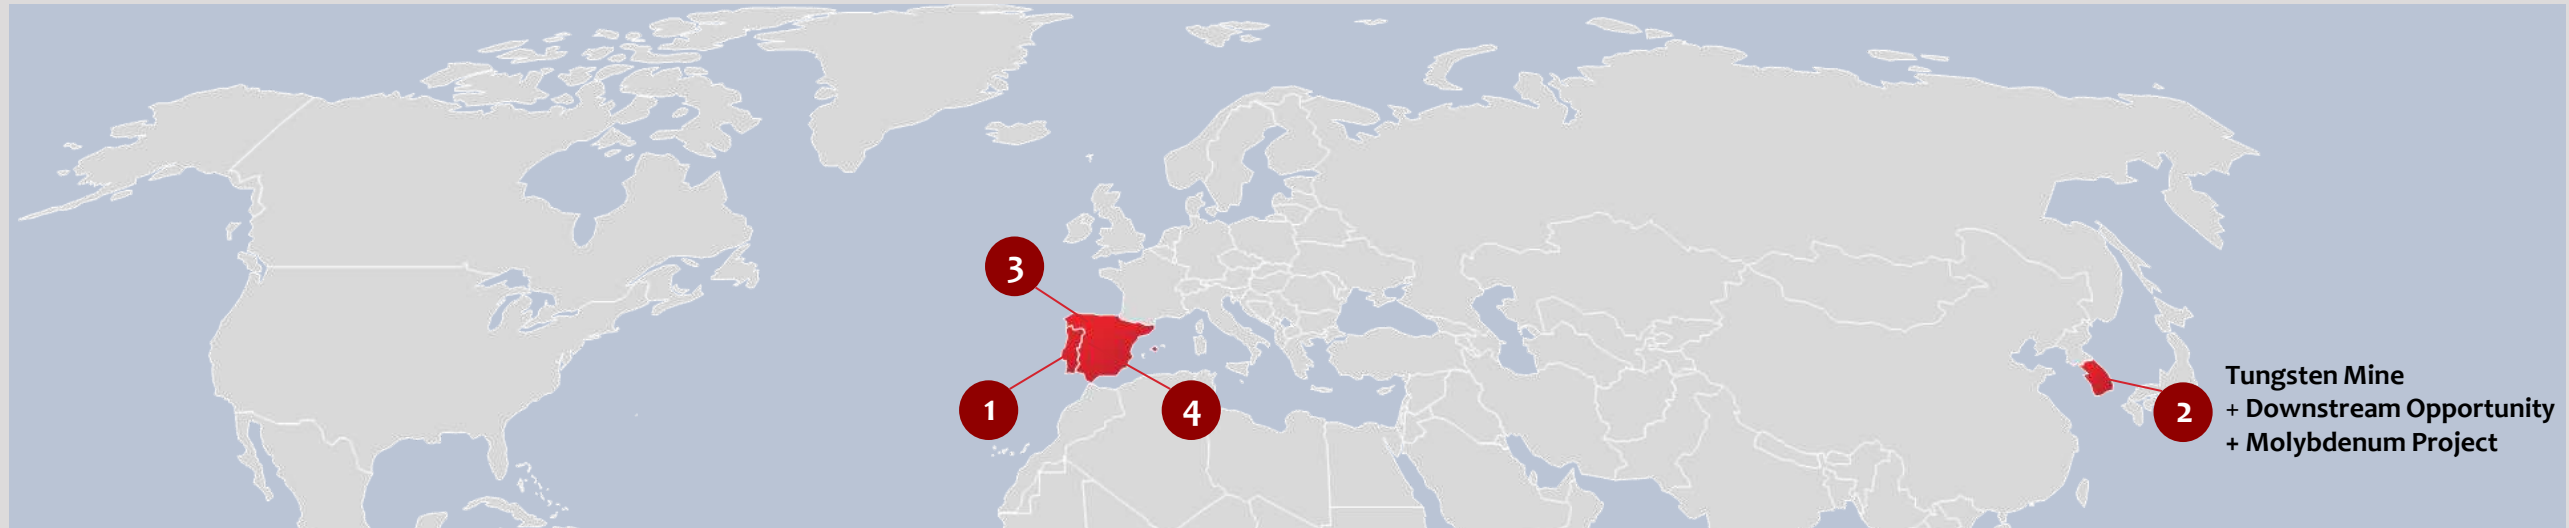 3
1
4
2
Tungsten Mine
+ Downstream Opportunity
+ Molybdenum Project